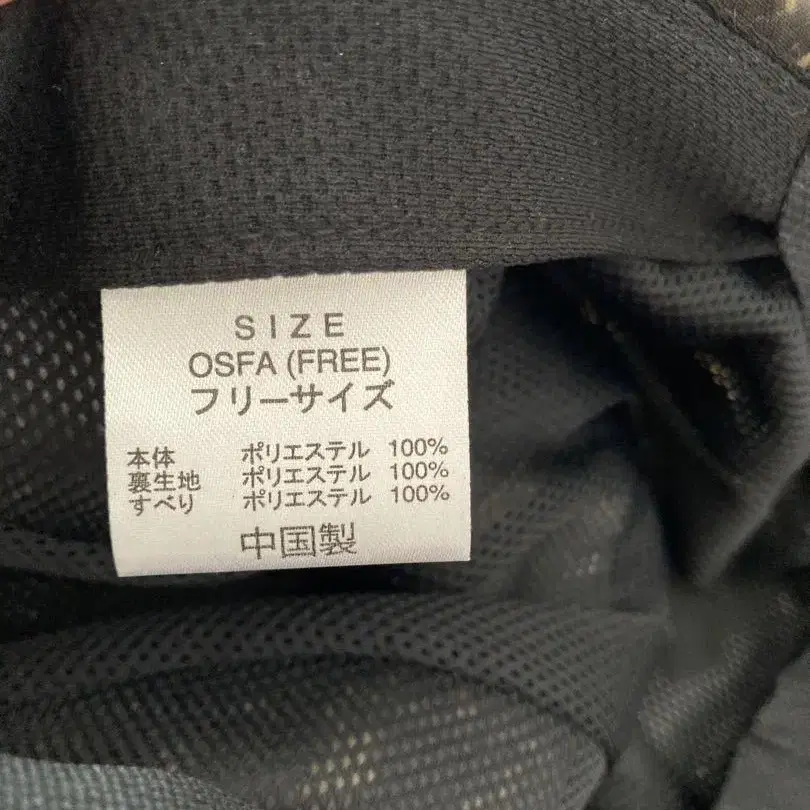 SIZE
OSFA (FREE)
フリーサイズ
本体 ポリエステル 100%
裏生地 ポリエステル 100%
すべり ポリエステル 100%
中国製